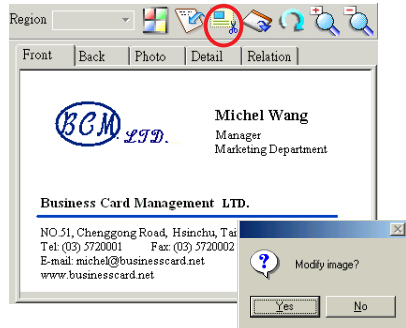 Region
Front Back Photo Detail Relation
BCM. LTD.
Michel Wang
Manager
Marketing Department
Business Card Management LTD.
NO.51, Chenggong Road, Hsinchu, Tai
Tel: (03) 5720001 Fax: (03) 5720002
E-mail: michel@businesscard.net
www.businesscard.net
Modify image?
Yes No